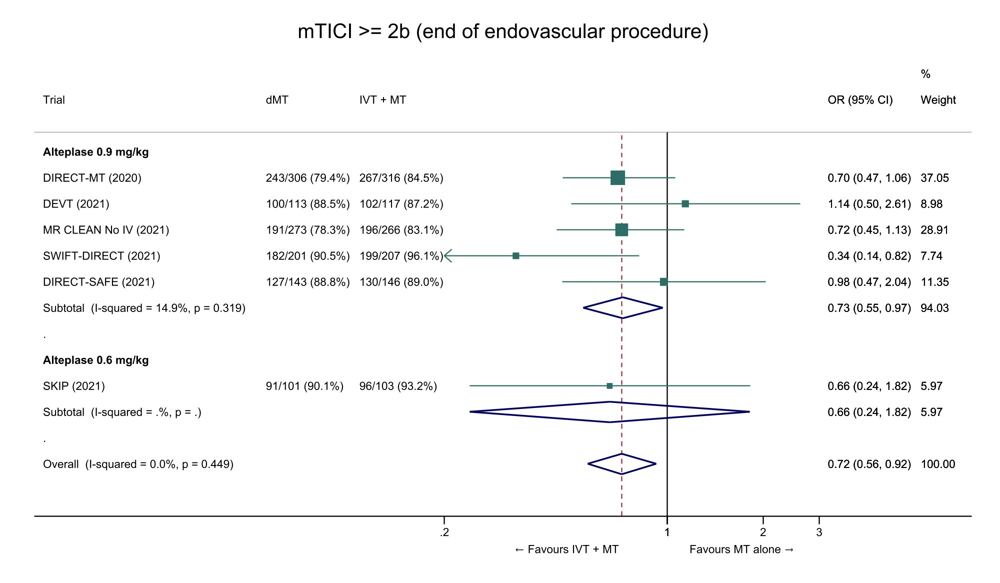 mTICI >= 2b (end of endovascular procedure)
%
Trial dMT IVT + MT OR (95% CI) Weight
Alteplase 0.9 mg/kg
DIRECT-MT (2020) 243/306 (79.4%) 267/316 (84.5%) 0.70 (0.47, 1.06) 37.05
DEVT (2021) 100/113 (88.5%) 102/117 (87.2%) 1.14 (0.50, 2.61) 8.98
MR CLEAN No IV (2021) 191/273 (78.3%) 196/266 (83.1%) 0.72 (0.45, 1.13) 28.91
SWIFT-DIRECT (2021) 182/201 (90.5%) 199/207 (96.1%) 0.34 (0.14, 0.82) 7.74
DIRECT-SAFE (2021) 127/143 (88.8%) 130/146 (89.0%) 0.98 (0.47, 2.04) 11.35
Subtotal (I-squared = 14.9%, p = 0.319) 0.73 (0.55, 0.97) 94.03
.
Alteplase 0.6 mg/kg
SKIP (2021) 91/101 (90.1%) 96/103 (93.2%) 0.66 (0.24, 1.82) 5.97
Subtotal (I-squared = .%, p = .) 0.66 (0.24, 1.82) 5.97
.
Overall (I-squared = 0.0%, p = 0.449) 0.72 (0.56, 0.92) 100.00
.2 1 2 3
← Favours IVT + MT Favours MT alone →